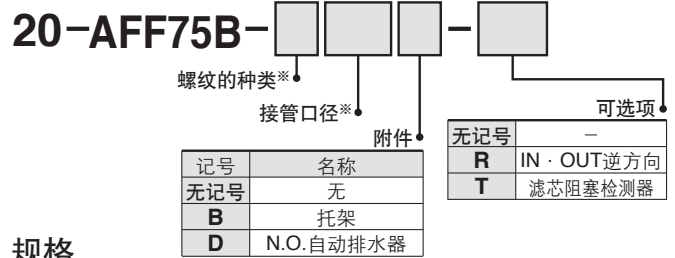 20-AFF75B-
-
螺纹的种类※
接管口径※
附件
可选项
记号 名称
无记号 无
B 托架
D N.O.自动排水器
无记号 −
R IN · OUT逆方向
T 滤芯阻塞检测器
规格